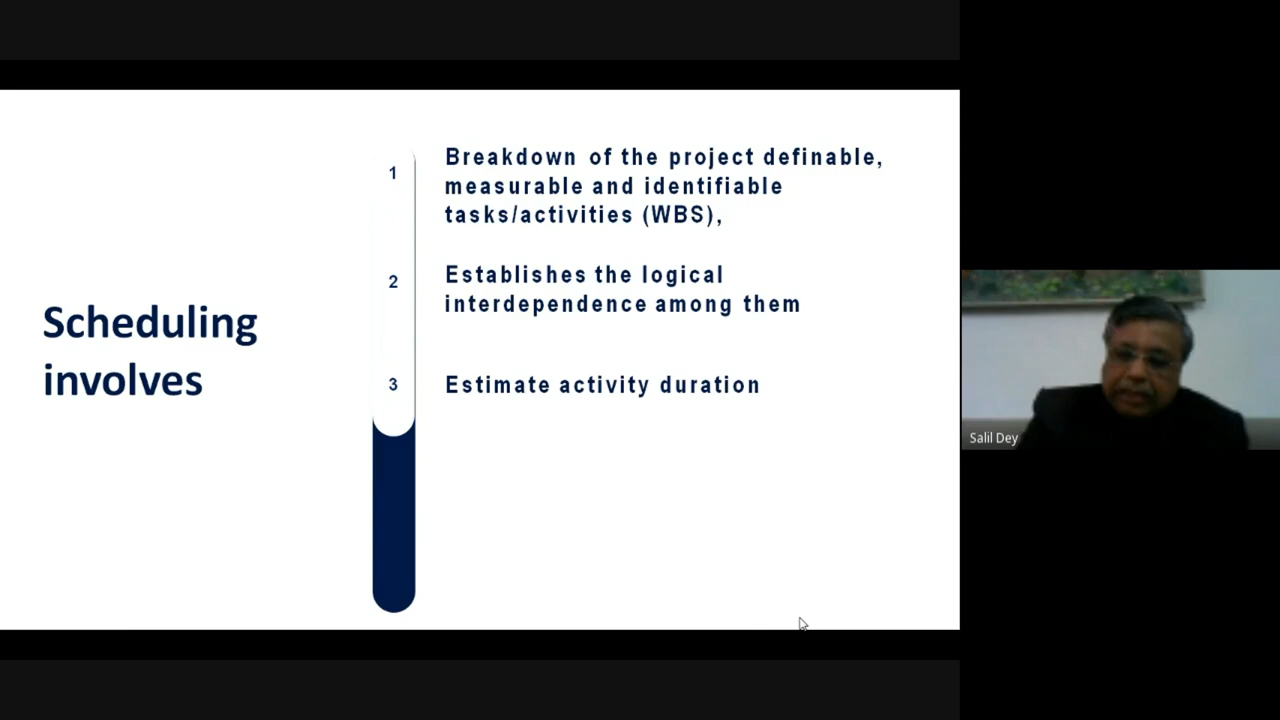 Scheduling
involves
1
Breakdown of the project definable,
measurable and identifiable
tasks/activities (WBS),
2
Establishes the logical
interdependence among them
3
Estimate activity duration
Salil Dey